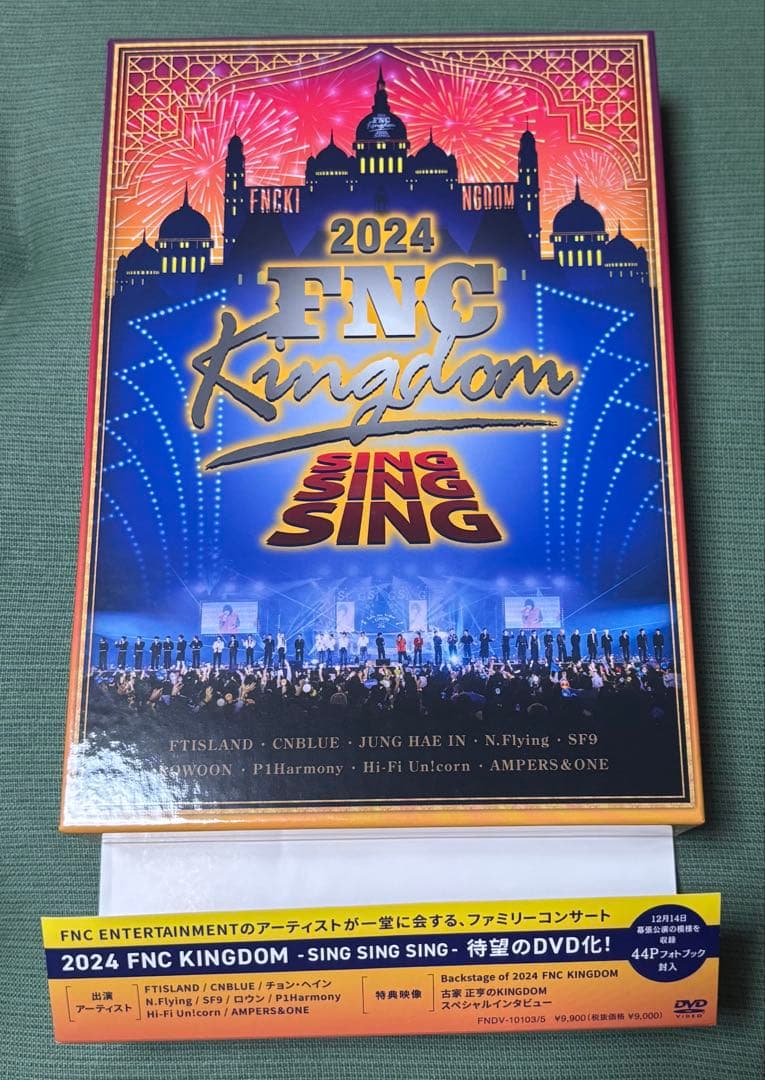 FNC
Kingdom
FNCKI NGDOM
2024
FNC
Kingdom
SING
SING
SING
FTISLAND・CNBLUE・JUNG HAE IN・N.Flying・SF9
ROWOON・P1Harmony・Hi-Fi Un!corn・AMPERS&ONE
FNC ENTERTAINMENTのアーティストが一堂に会する、ファミリーコンサート
2024 FNC KINGDOM -SING SING SING- 待望のDVD化!
12月14日
幕張公演の模様を
収録
44Pフォトブック
封入
出演
アーティスト
FTISLAND / CNBLUE / チョン・ヘイン
N.Flying / SF9 / ロウン / P1Harmony
Hi-Fi Un!corn / AMPERS&ONE
特典映像
Backstage of 2024 FNC KINGDOM
古家 正亨のKINGDOM
スペシャルインタビュー
FNDV-10103/5 ¥9,900(税抜価格 ¥9,000)
DVD
VIDEO